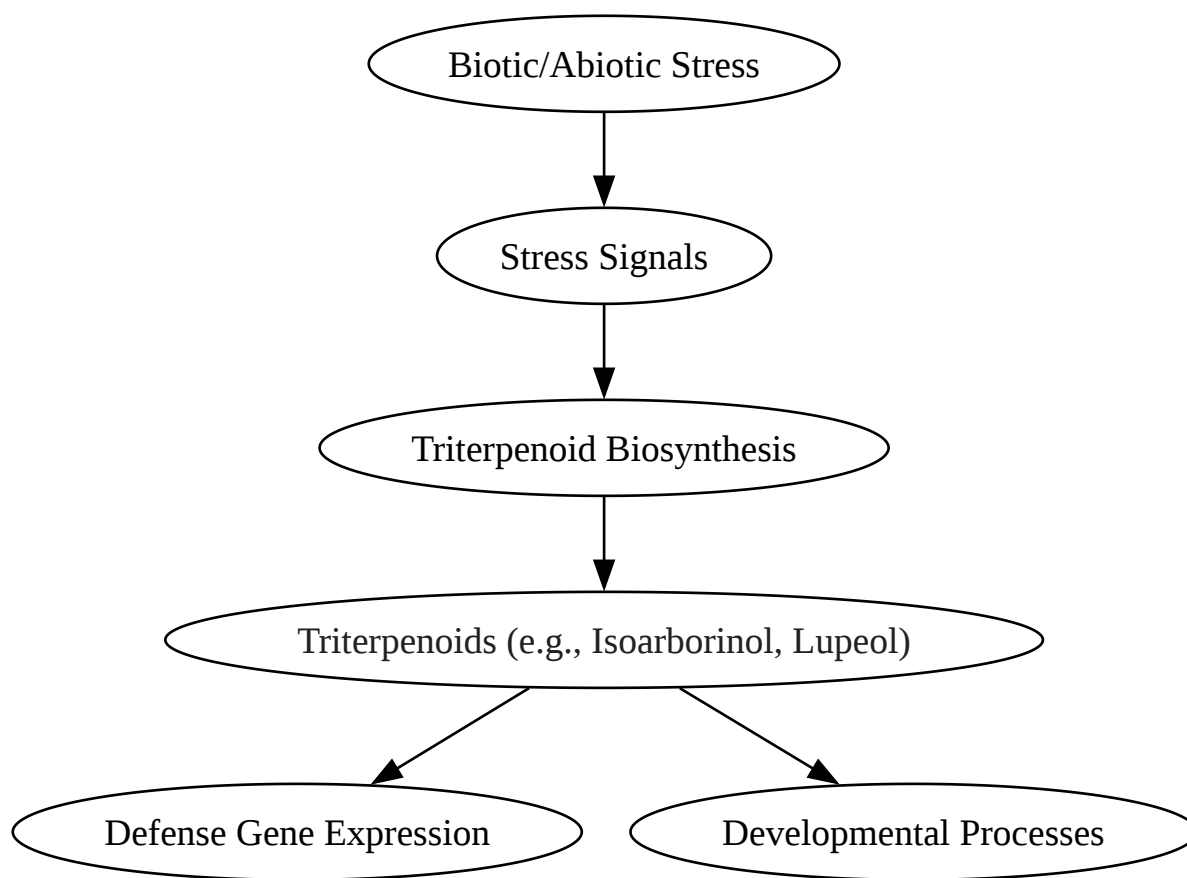 Biotic/Abiotic Stress
Stress Signals
Triterpenoid Biosynthesis
Triterpenoids (e.g., Isoarborinol, Lupeol)
Defense Gene Expression
Developmental Processes